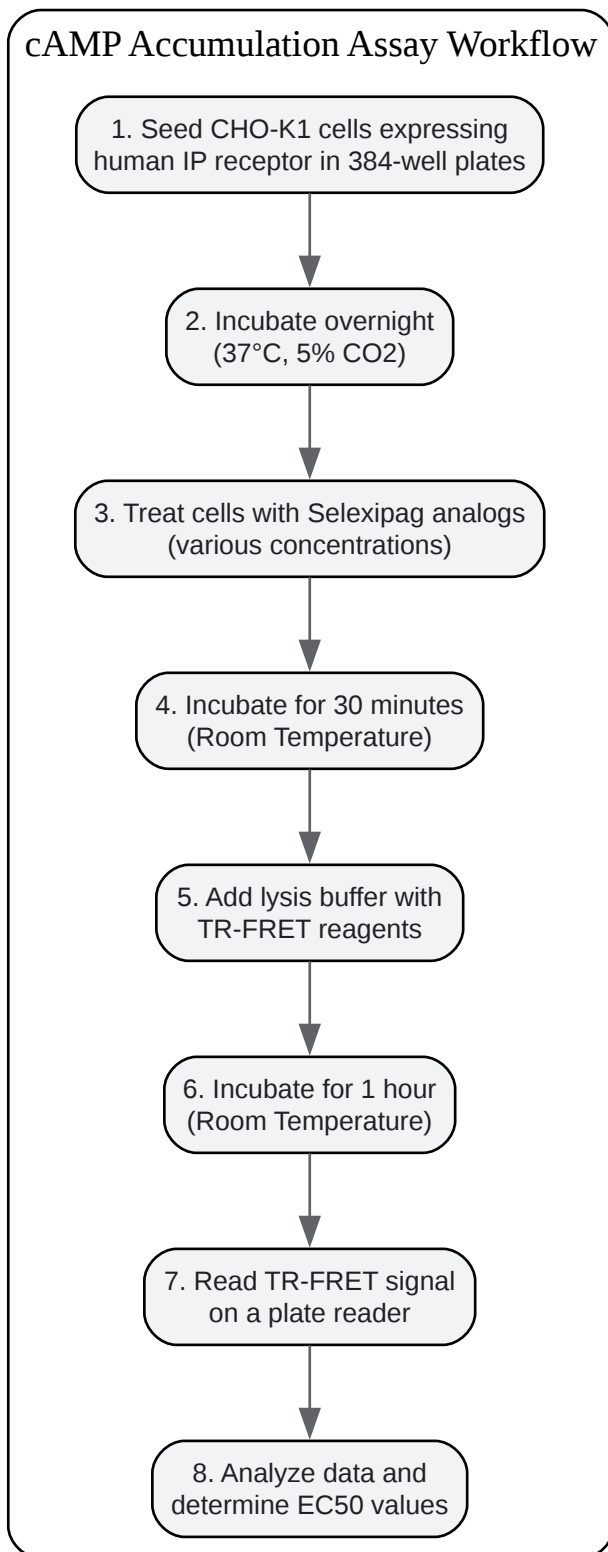 cAMP Accumulation Assay Workflow
1. Seed CHO-K1 cells expressing
human IP receptor in 384-well plates
2. Incubate overnight
(37°C, 5% CO2)
3. Treat cells with Selexipag analogs
(various concentrations)
4. Incubate for 30 minutes
(Room Temperature)
5. Add lysis buffer with
TR-FRET reagents
6. Incubate for 1 hour
(Room Temperature)
7. Read TR-FRET signal
on a plate reader
8. Analyze data and
determine EC50 values